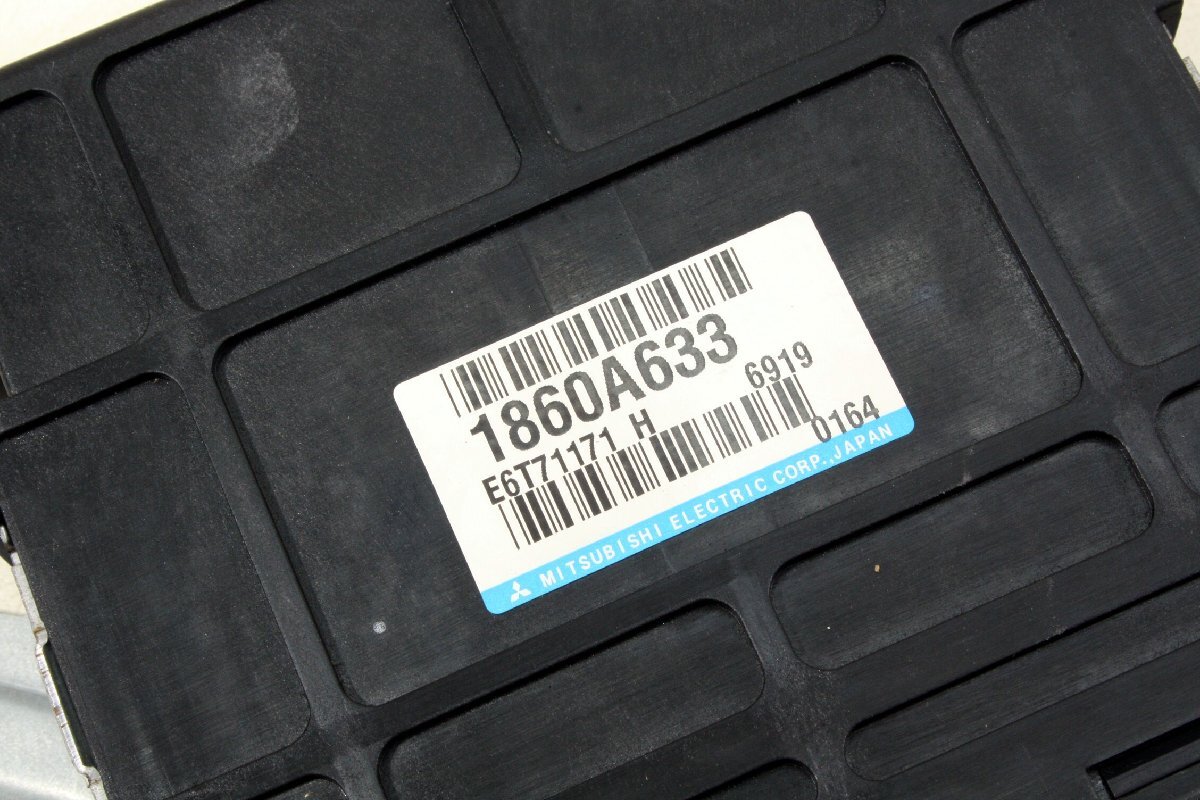 1860A633
E6T71171 H 6919
0164
MITSUBISHI ELECTRIC CORP., JAPAN